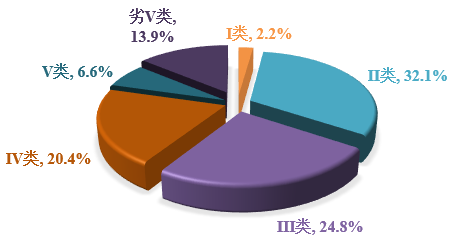 劣V类,
13.9%
I类, 2.2%
II类, 32.1%
V类, 6.6%
IV类, 20.4%
III类, 24.8%